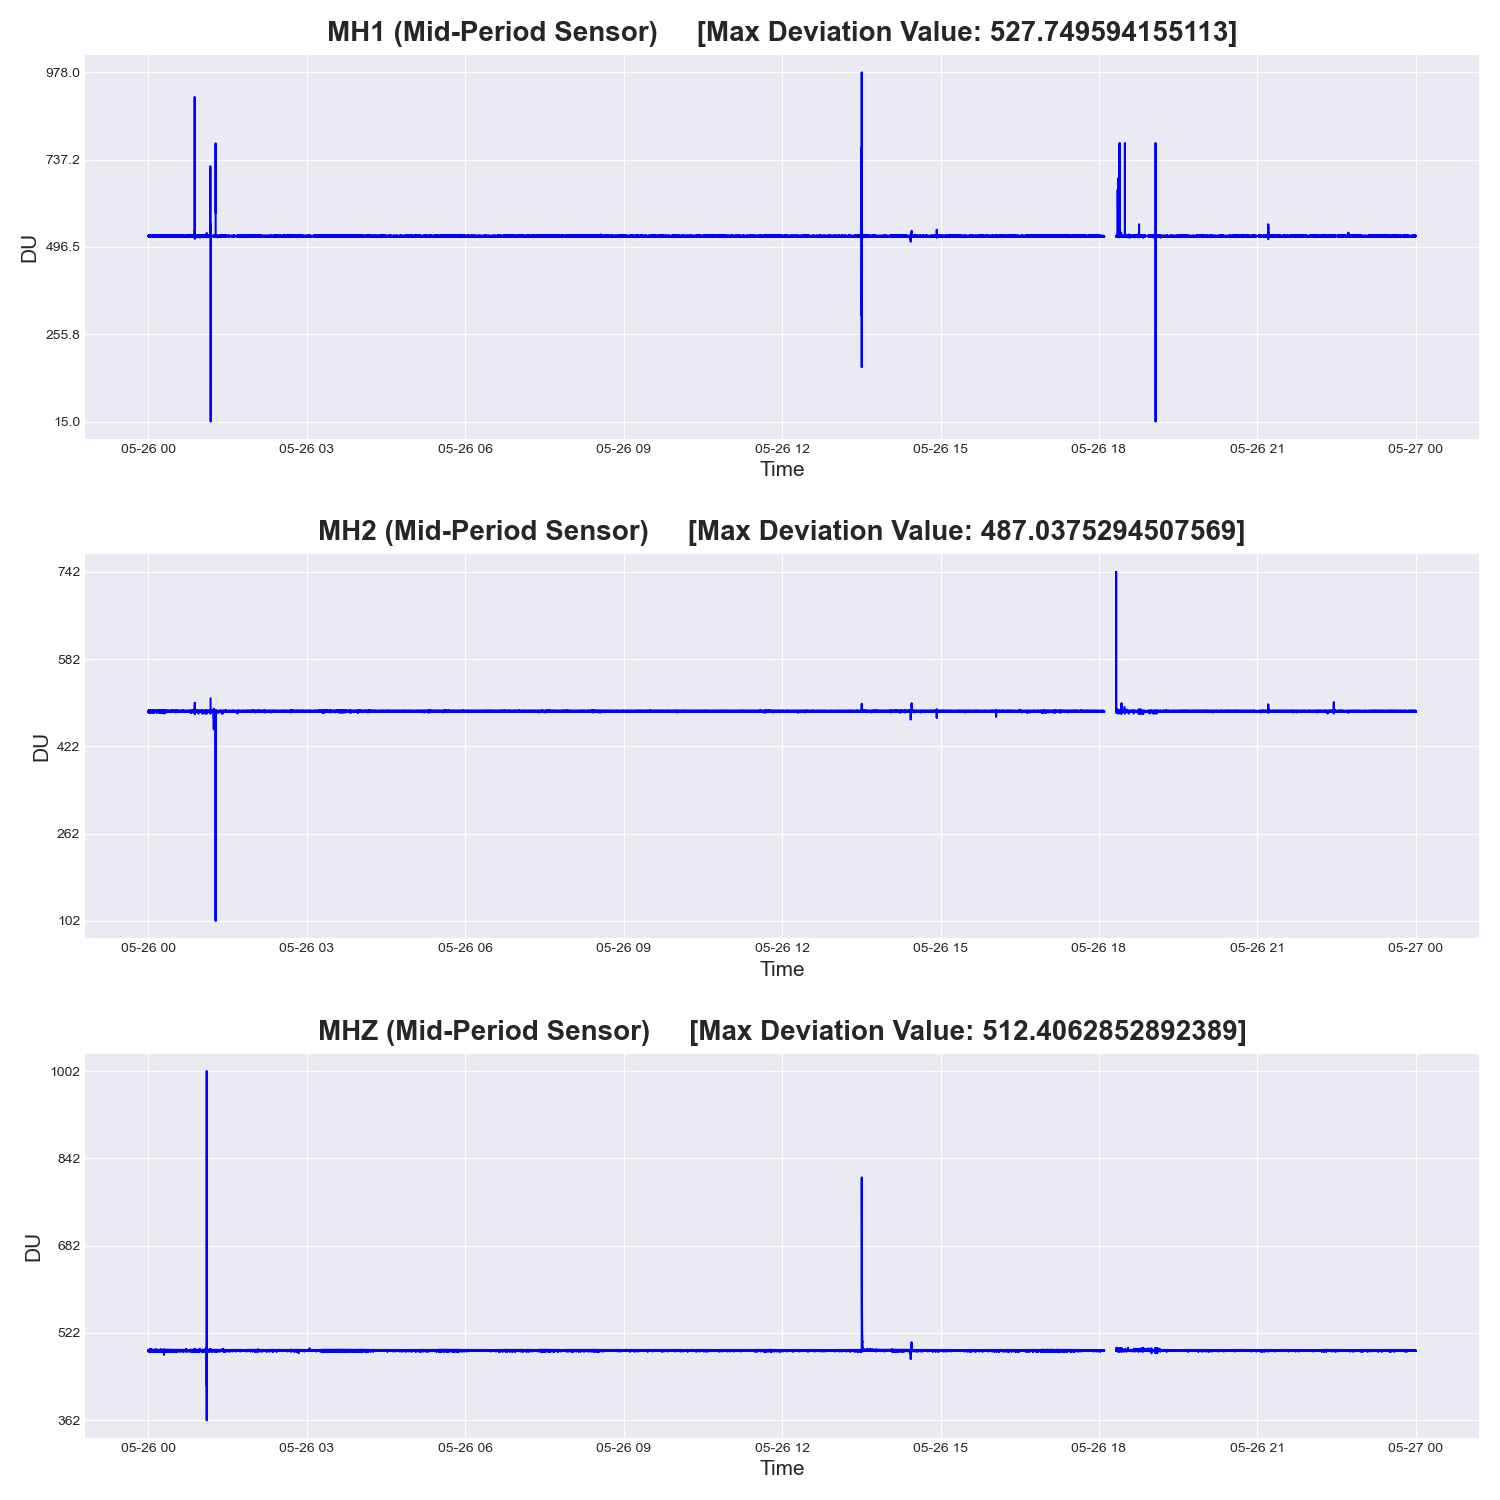 MH1 (Mid-Period Sensor) [Max Deviation Value: 527.749594155113]
978.0
737.2
496.5
255.8
15.0
DU
05-26 00 05-26 03 05-26 06 05-26 09 05-26 12 05-26 15 05-26 18 05-26 21 05-27 00
Time
MH2 (Mid-Period Sensor) [Max Deviation Value: 487.0375294507569]
742
582
422
262
102
DU
05-26 00 05-26 03 05-26 06 05-26 09 05-26 12 05-26 15 05-26 18 05-26 21 05-27 00
Time
MHZ (Mid-Period Sensor) [Max Deviation Value: 512.4062852892389]
1002
842
682
522
362
DU
05-26 00 05-26 03 05-26 06 05-26 09 05-26 12 05-26 15 05-26 18 05-26 21 05-27 00
Time